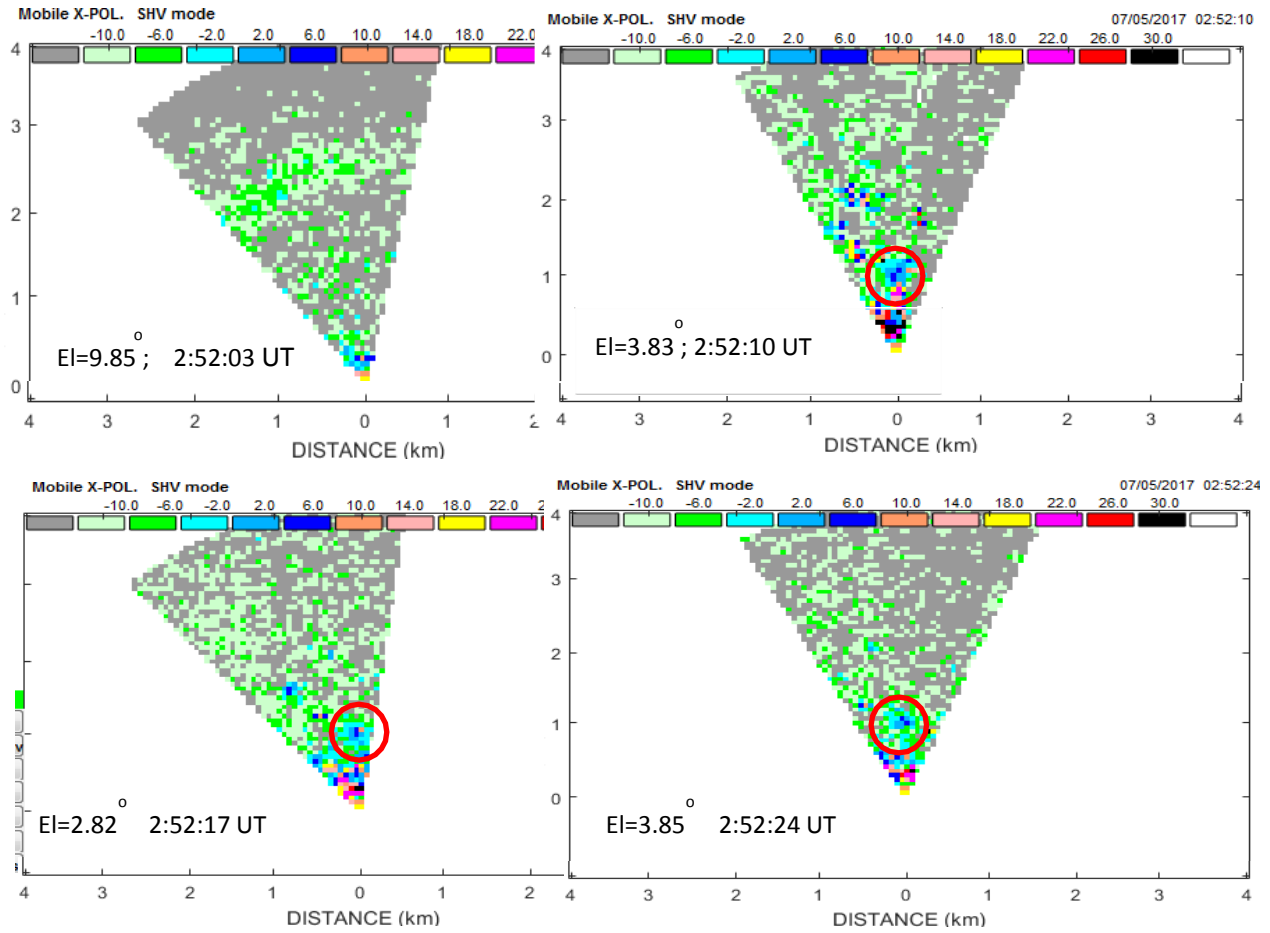 Mobile X-POL. SHV mode
-10.0 -6.0 -2.0 2.0 6.0 10.0 14.0 18.0 22.0
4
3
2
1
0
El=9.85o; 2:52:03 UT
4 3 2 1 0 1 2
DISTANCE (km)
Mobile X-POL. SHV mode 07/05/2017 02:52:10
-10.0 -6.0 -2.0 2.0 6.0 10.0 14.0 18.0 22.0 26.0 30.0
4
3
2
1
0
El=3.83o; 2:52:10 UT
4 3 2 1 0 1 2 3 4
DISTANCE (km)
Mobile X-POL. SHV mode
-10.0 -6.0 -2.0 2.0 6.0 10.0 14.0 18.0 22.0 2
El=2.82o 2:52:17 UT
4 3 2 1 0 1 2 3 4
DISTANCE (km)
Mobile X-POL. SHV mode 07/05/2017 02:52:24
-10.0 -6.0 -2.0 2.0 6.0 10.0 14.0 18.0 22.0 26.0 30.0
4
3
2
1
0
El=3.85o 2:52:24 UT
3 2 1 0 1 2 3 4
DISTANCE (km)